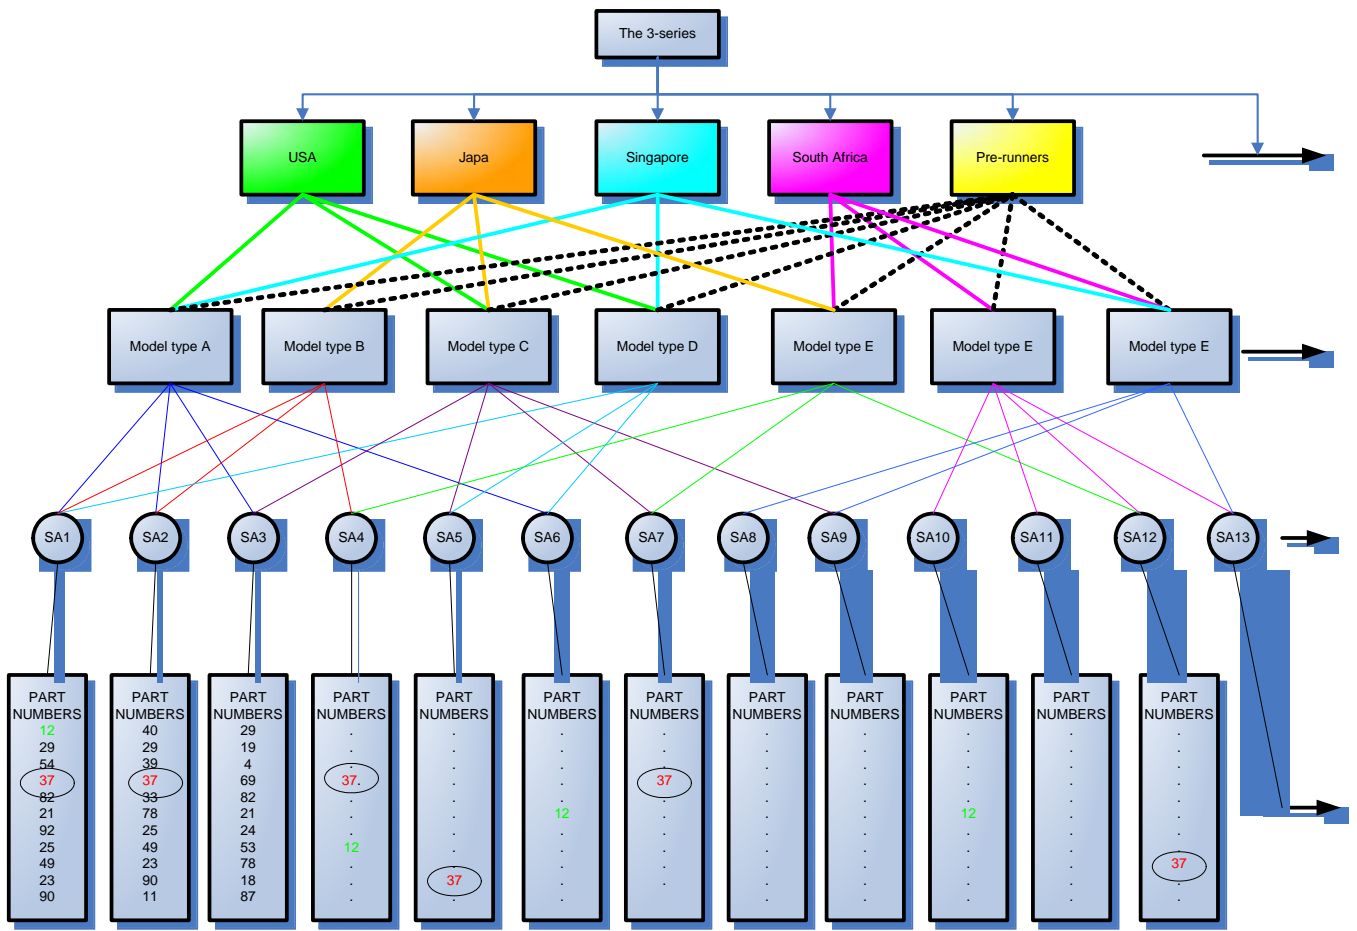 The 3-series
USA
Japa
Singapore
South Africa
Pre-runners
Model type A
Model type B
Model type C
Model type D
Model type E
Model type E
Model type E
SA1
SA2
SA3
SA4
SA5
SA6
SA7
SA8
SA9
SA10
SA11
SA12
SA13
PART
NUMBERS
12
29
54
37
82
21
92
25
49
23
90
PART
NUMBERS
40
29
39
37
33
78
25
49
23
90
11
PART
NUMBERS
29
19
4
69
82
21
24
53
78
18
87
PART
NUMBERS
.
.
.
37.
.
.
.
12
.
.
.
PART
NUMBERS
.
.
.
.
.
.
.
.
.
37
.
PART
NUMBERS
.
.
.
.
.
12
.
.
.
.
.
PART
NUMBERS
.
.
.
37
.
.
.
.
.
.
PART
NUMBERS
.
.
.
.
.
.
.
.
.
.
.
PART
NUMBERS
.
.
.
.
.
.
.
.
.
.
.
PART
NUMBERS
.
.
.
.
.
12
.
.
.
.
.
PART
NUMBERS
.
.
.
.
.
.
.
.
.
.
.
PART
NUMBERS
.
.
.
.
.
.
.
.
37
.